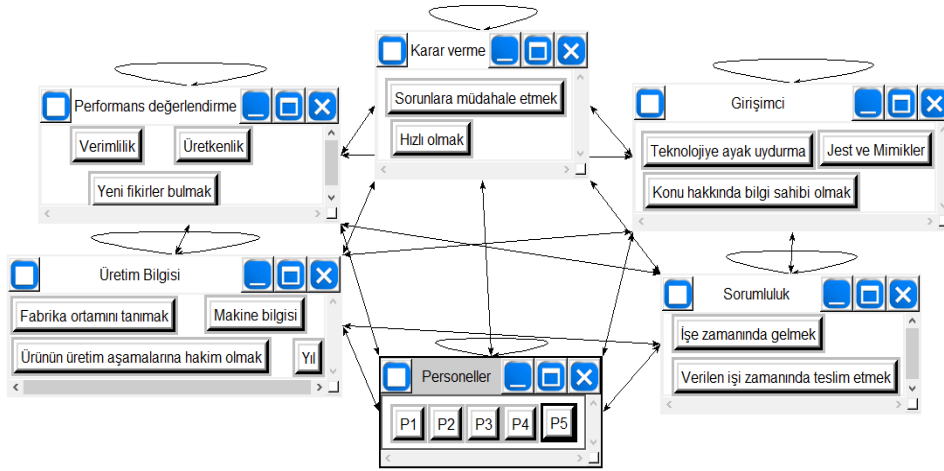 Karar verme
Sorunlara müdahale etmek
Hızlı olmak
Performans değerlendirme
Verimlilik
Üretkenlik
Yeni fikirler bulmak
Girişimci
Teknolojiye ayak uydurma
Jest ve Mimikler
Konu hakkında bilgi sahibi olmak
Üretim Bilgisi
Fabrika ortamını tanımak
Makine bilgisi
Ürünün üretim aşamalarına hakim olmak
Yıl
Sorumluluk
İşe zamanında gelmek
Verilen işi zamanında teslim etmek
Personeller
P1 P2 P3 P4 P5